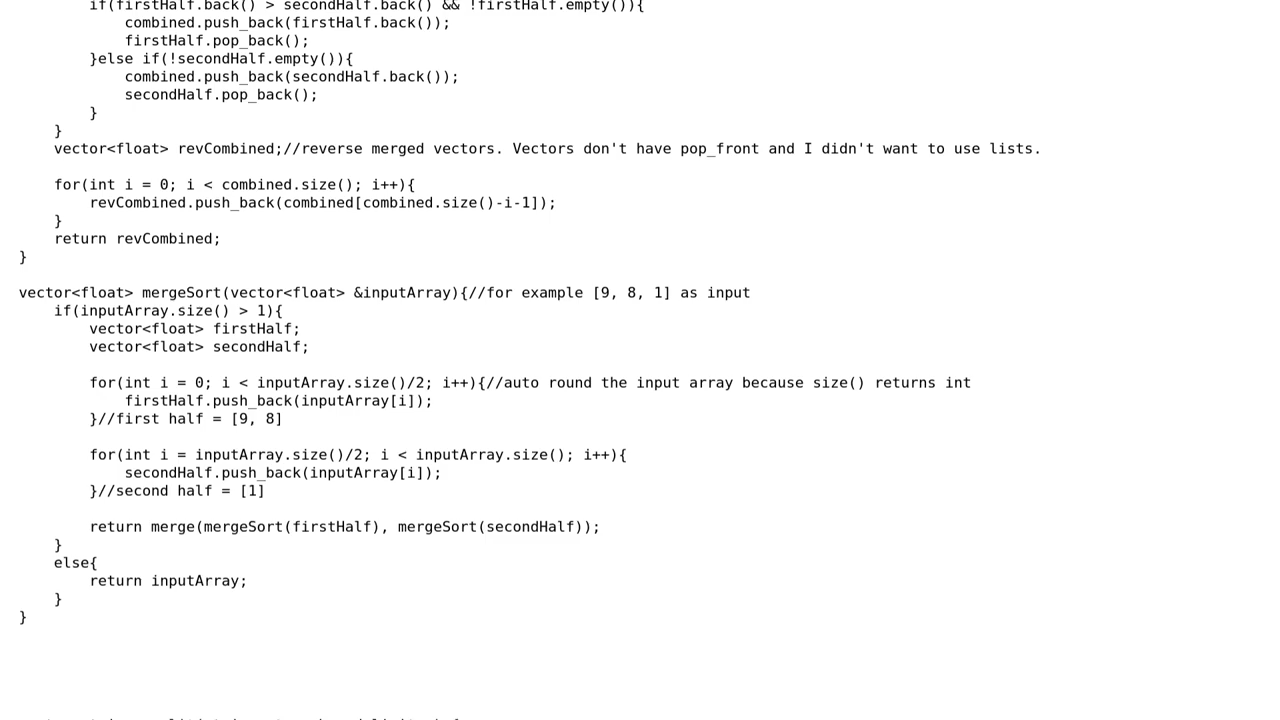 if(firstHalf.back() > secondHalf.back() && !firstHalf.empty()){
combined.push_back(firstHalf.back());
firstHalf.pop_back();
}else if(!secondHalf.empty()){
combined.push_back(secondHalf.back());
secondHalf.pop_back();
}
}
vector<float> revCombined;//reverse merged vectors. Vectors don't have pop_front and I didn't want to use lists.
for(int i = 0; i < combined.size(); i++){
revCombined.push_back(combined[combined.size()-i-1]);
}
return revCombined;
}
vector<float> mergeSort(vector<float> &inputArray){//for example [9, 8, 1] as input
if(inputArray.size() > 1){
vector<float> firstHalf;
vector<float> secondHalf;
for(int i = 0; i < inputArray.size()/2; i++){//auto round the input array because size() returns int
firstHalf.push_back(inputArray[i]);
}//first half = [9, 8]
for(int i = inputArray.size()/2; i < inputArray.size(); i++){
secondHalf.push_back(inputArray[i]);
}//second half = [1]
return merge(mergeSort(firstHalf), mergeSort(secondHalf));
}
else{
return inputArray;
}
}